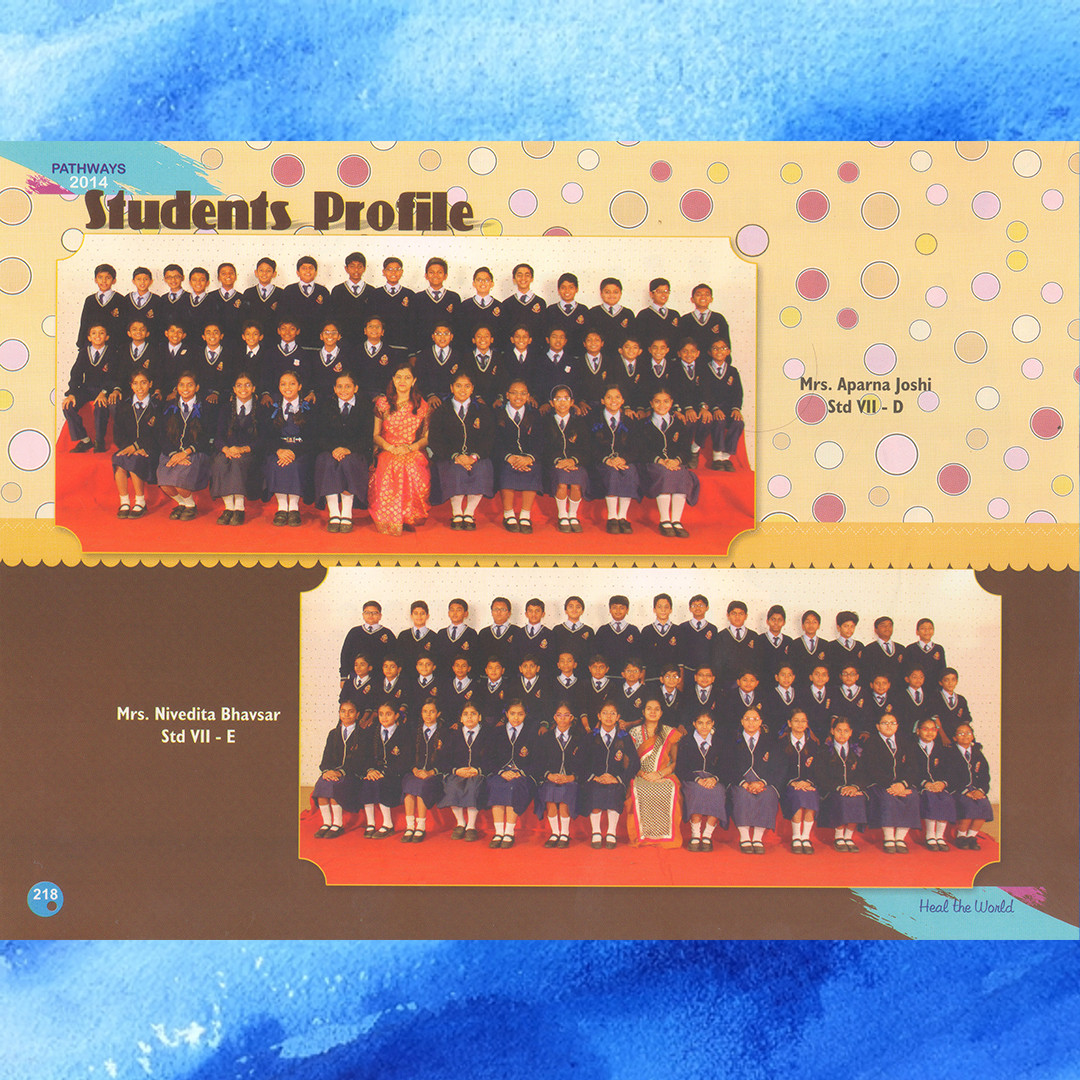 PATHWAYS
2014
Students Profile
Mrs. Aparna Joshi
Std VII - D
Mrs. Nivedita Bhavsar
Std VII - E
218
Heal the World